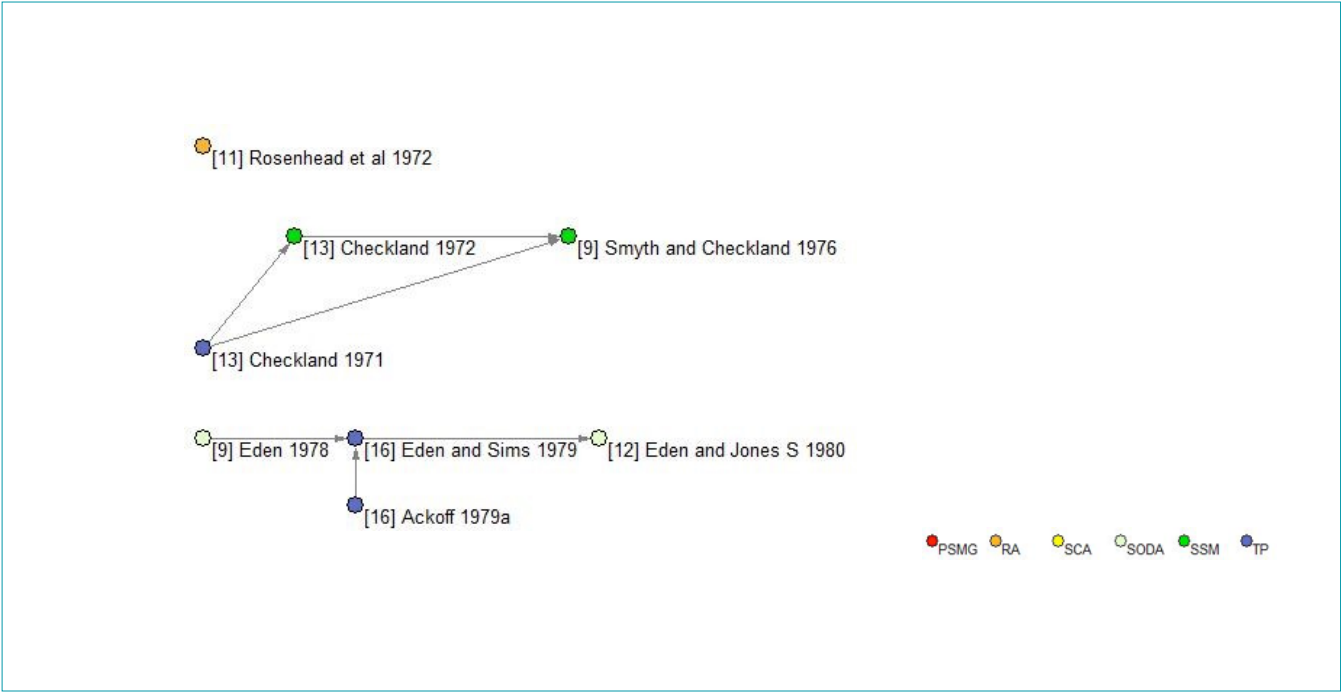 [11] Rosenhead et al 1972
[13] Checkland 1972
[9] Smyth and Checkland 1976
[13] Checkland 1971
[9] Eden 1978
[16] Eden and Sims 1979
[12] Eden and Jones S 1980
[16] Ackoff 1979a
PSMG
RA
SCA
SODA
SSM
TP